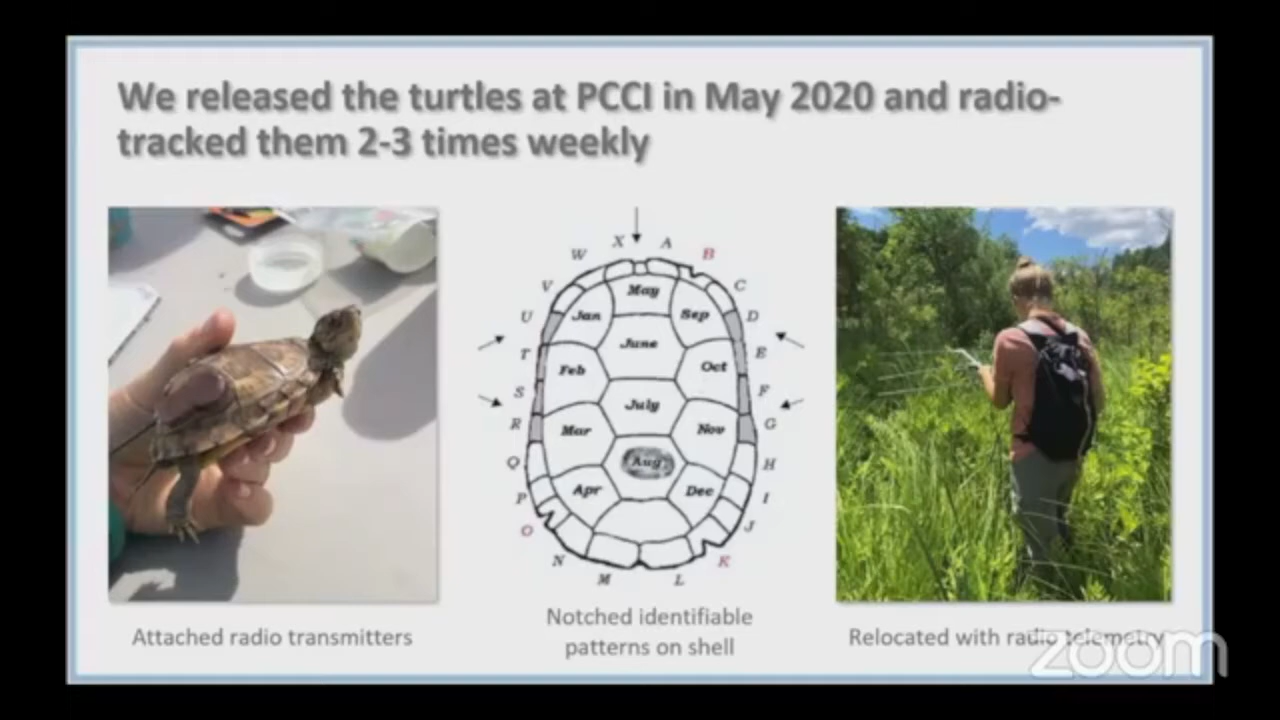 We released the turtles at PCCI in May 2020 and radio-
tracked them 2-3 times weekly
X A
W B
V C
U D
T E
S F
R G
Q H
P I
O J
N K
M L
May
Jan Sep
June
Feb Oct
July
Mar Nov
Aug
Apr Dec
Attached radio transmitters
Notched identifiable
patterns on shell
Relocated with radio telemetry
zoom